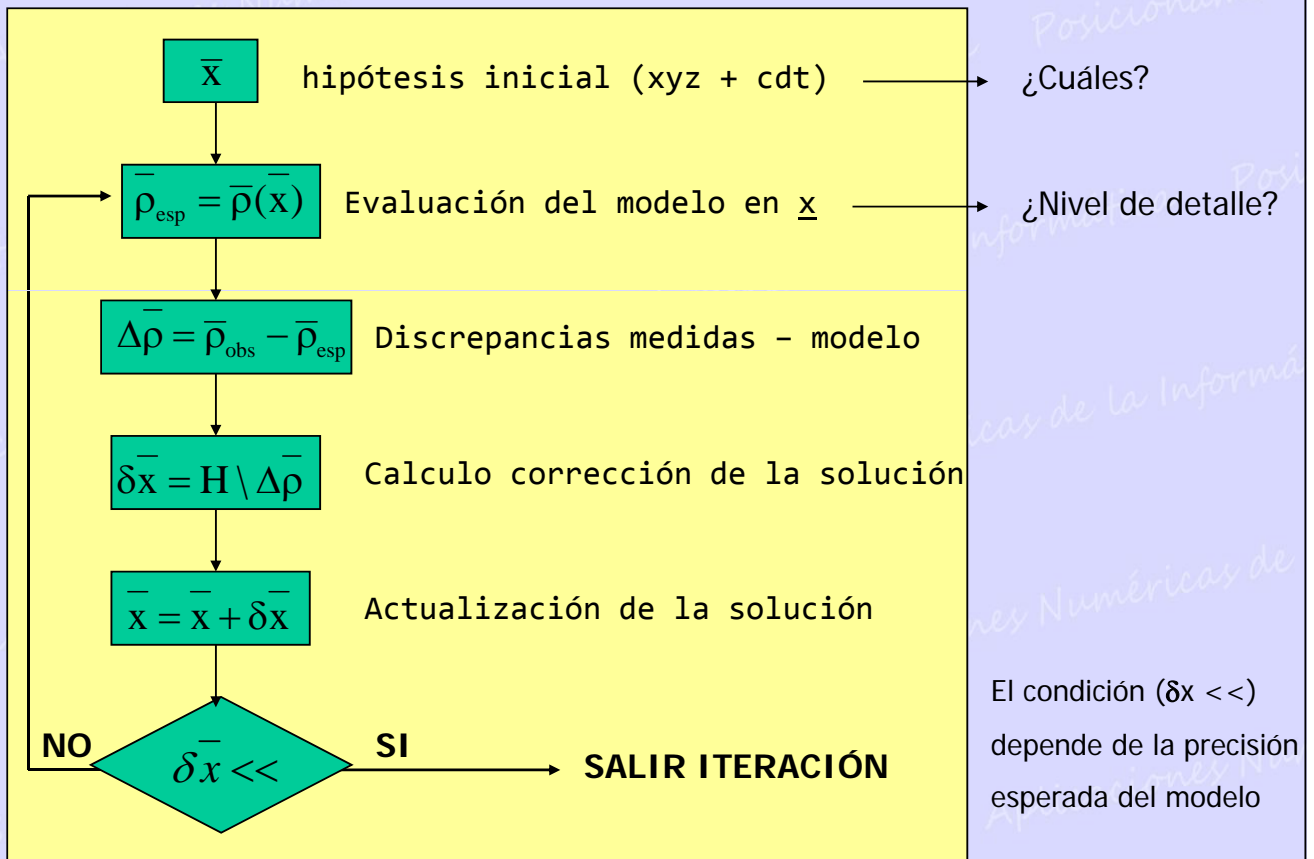 x̄ hipótesis inicial (xyz + cdt) ¿Cuáles?
ρ̄esp = ρ̄(x̄) Evaluación del modelo en x ¿Nivel de detalle?
Δρ̄ = ρ̄obs − ρ̄esp Discrepancias medidas – modelo
δx̄ = H \ Δρ̄ Calculo corrección de la solución
x̄ = x̄ + δx̄ Actualización de la solución
NO δx̄ << SI SALIR ITERACIÓN
El condición (δx <<)
depende de la precisión
esperada del modelo